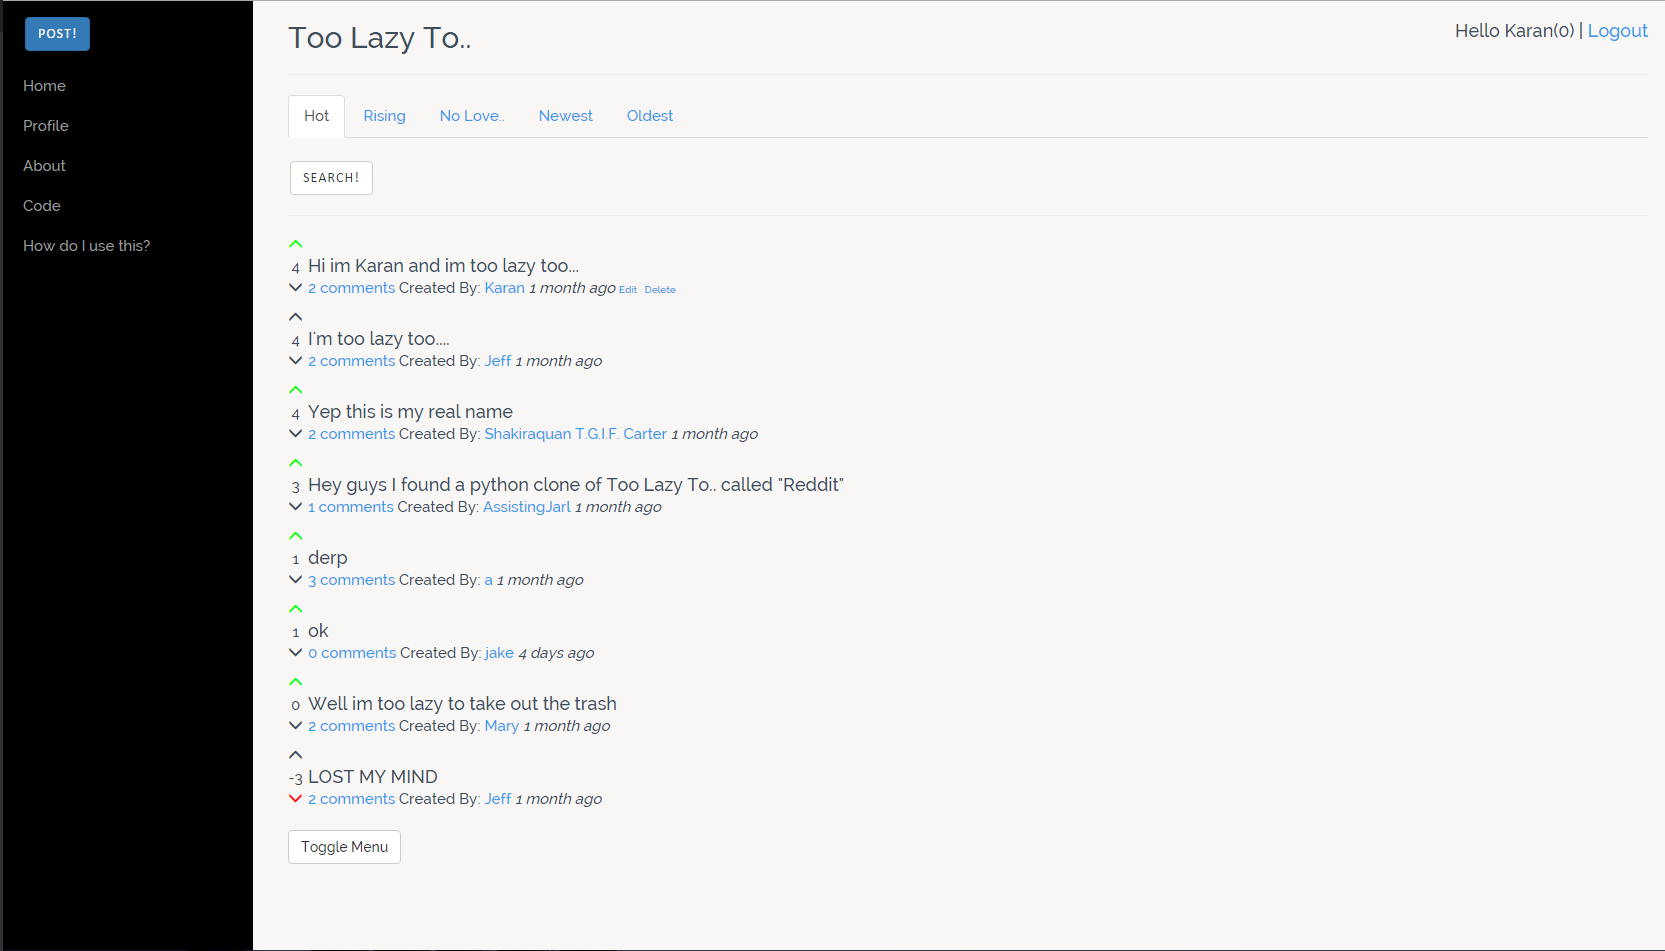 POST!
Home
Profile
About
Code
How do I use this?
Too Lazy To..
Hello Karan(0) | Logout
Hot Rising No Love.. Newest Oldest
SEARCH!
4 Hi im Karan and im too lazy too...
2 comments Created By: Karan 1 month ago Edit Delete
4 I'm too lazy too....
2 comments Created By: Jeff 1 month ago
4 Yep this is my real name
2 comments Created By: Shakiraquan T.G.I.F. Carter 1 month ago
3 Hey guys I found a python clone of Too Lazy To.. called "Reddit"
1 comments Created By: AssistingJarl 1 month ago
1 derp
3 comments Created By: a 1 month ago
1 ok
0 comments Created By: jake 4 days ago
0 Well im too lazy to take out the trash
2 comments Created By: Mary 1 month ago
-3 LOST MY MIND
2 comments Created By: Jeff 1 month ago
Toggle Menu